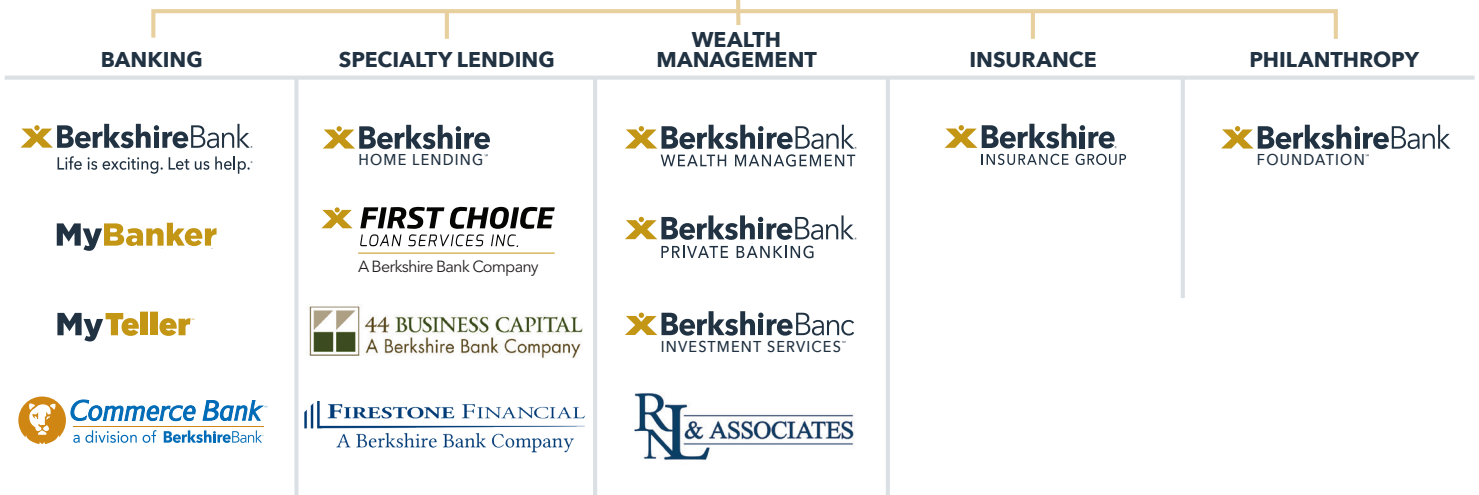 BANKING
BerkshireBank
Life is exciting. Let us help.
MyBanker
MyTeller
Commerce Bank
a division of BerkshireBank
SPECIALTY LENDING
Berkshire
HOME LENDING
FIRST CHOICE
LOAN SERVICES INC.
A Berkshire Bank Company
44 BUSINESS CAPITAL
A Berkshire Bank Company
FIRESTONE FINANCIAL
A Berkshire Bank Company
WEALTH
MANAGEMENT
BerkshireBank
WEALTH MANAGEMENT
BerkshireBank
PRIVATE BANKING
BerkshireBanc
INVESTMENT SERVICES
RNL & ASSOCIATES
INSURANCE
Berkshire
INSURANCE GROUP
PHILANTHROPY
BerkshireBank
FOUNDATION